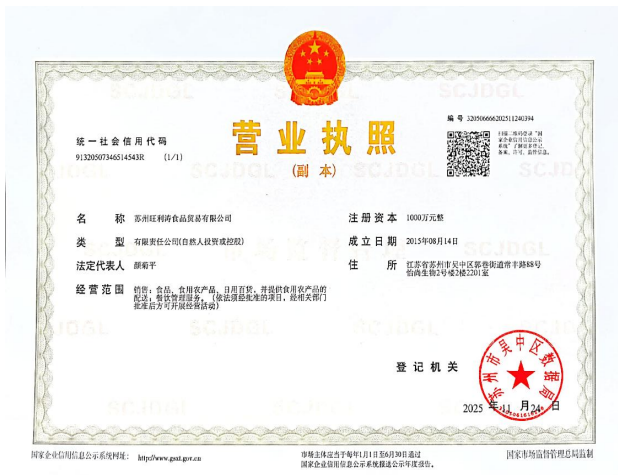 编 号 320506666202511240394
扫描二维码登录“国
家企业信用信息公示
系统”了解更多登记、
备案、许可、监管信息。
统一社会信用代码
91320507346514543R (1/1)
营业执照
(副 本)
名 称 苏州旺利涛食品贸易有限公司
类 型 有限责任公司(自然人投资或控股)
法定代表人 颜菊平
经营范围 销售：食品、食用农产品、日用百货，并提供食用农产品的
配送；餐饮管理服务。（依法须经批准的项目，经相关部门
批准后方可开展经营活动）
注册资本 1000万元整
成立日期 2015年08月14日
住 所 江苏省苏州市吴中区郭巷街道常丰路88号
怡尚生物2号楼2楼2201室
登记机关
苏州市吴中区数据局
2025 年 11 月 24 日
国家企业信用信息公示系统网址： http://www.gsxt.gov.cn
市场主体应当于每年1月1日至6月30日通过
国家企业信用信息公示系统报送公示年度报告。
国家市场监督管理总局监制
SCJDGL